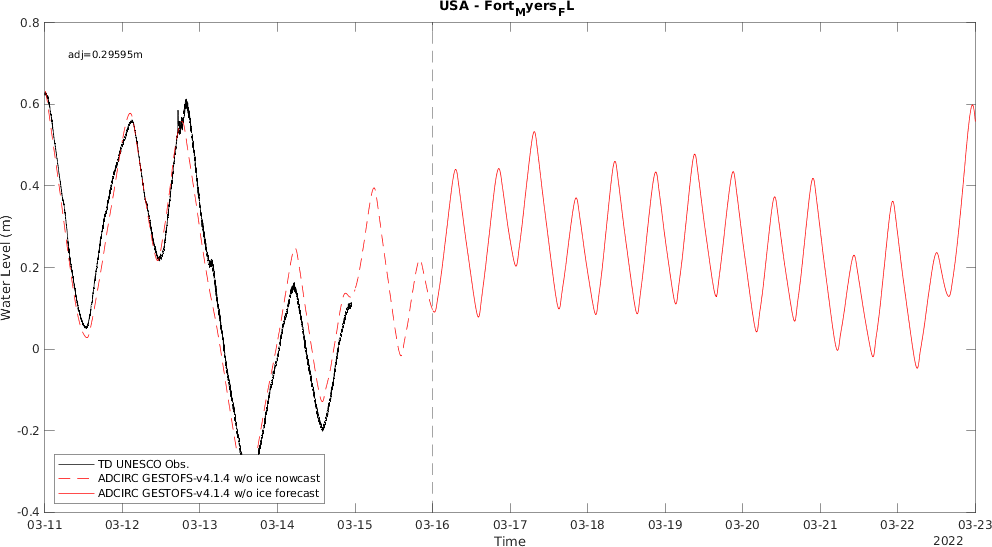 USA - Fort_Myers_FL
adj=0.29595m
0.8
0.6
0.4
0.2
0
-0.2
-0.4
Water Level (m)
TD UNESCO Obs.
ADCIRC GESTOFS-v4.1.4 w/o ice nowcast
ADCIRC GESTOFS-v4.1.4 w/o ice forecast
03-11 03-12 03-13 03-14 03-15 03-16 03-17 03-18 03-19 03-20 03-21 03-22 03-23
Time
2022